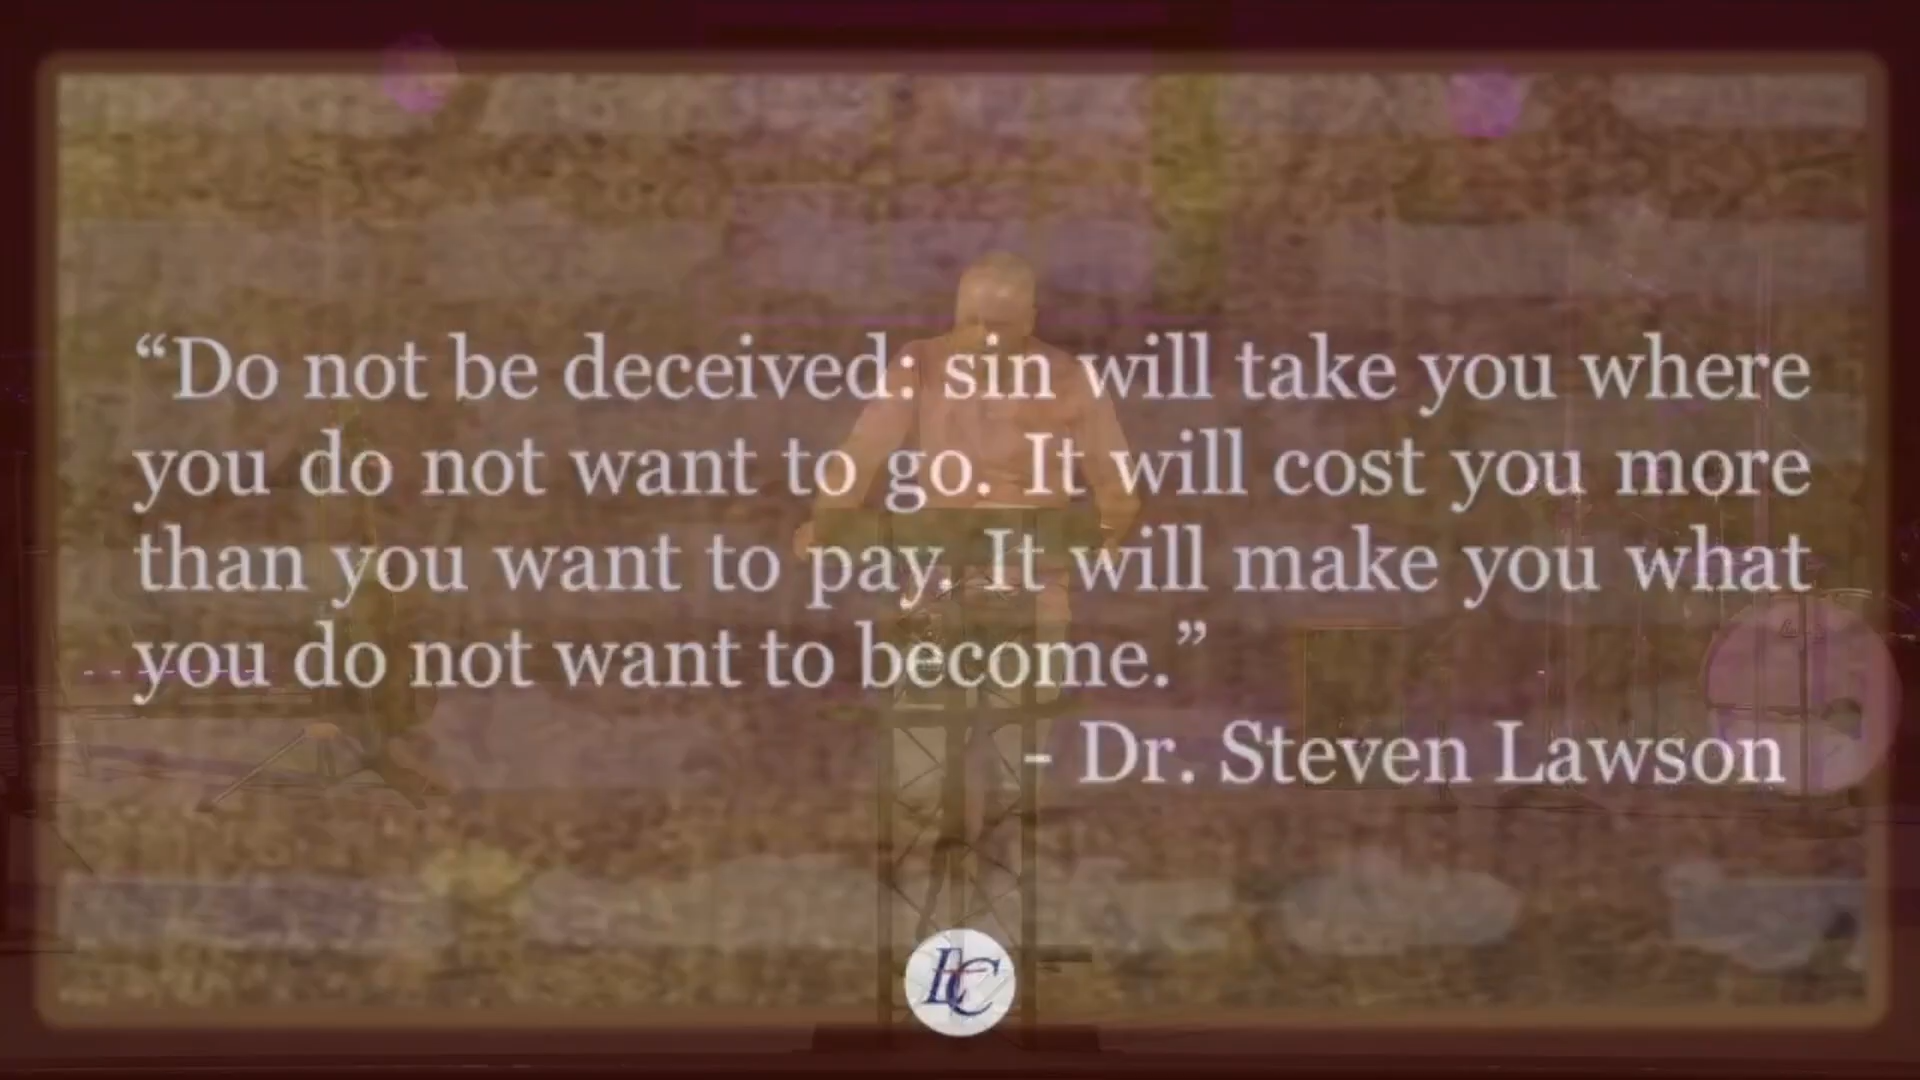 “Do not be deceived: sin will take you where
you do not want to go. It will cost you more
than you want to pay. It will make you what
you do not want to become.”
- Dr. Steven Lawson